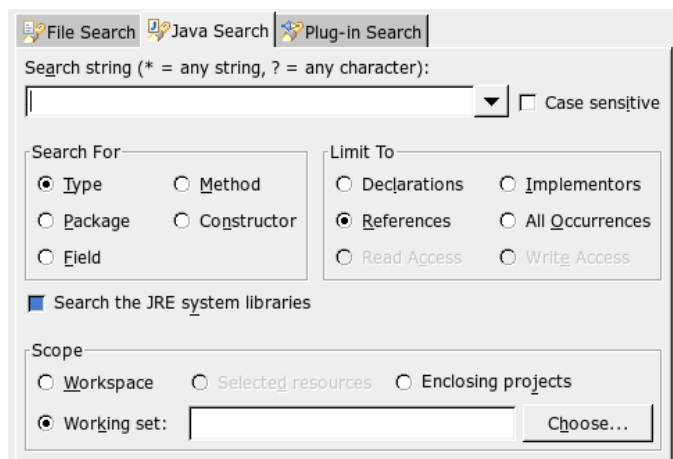 File Search Java Search Plug-in Search
Search string (* = any string, ? = any character):
Case sensitive
Search For
Type Method
Package Constructor
Field
Limit To
Declarations Implementors
References All Occurrences
Read Access Write Access
Search the JRE system libraries
Scope
Workspace Selected resources Enclosing projects
Working set: Choose...